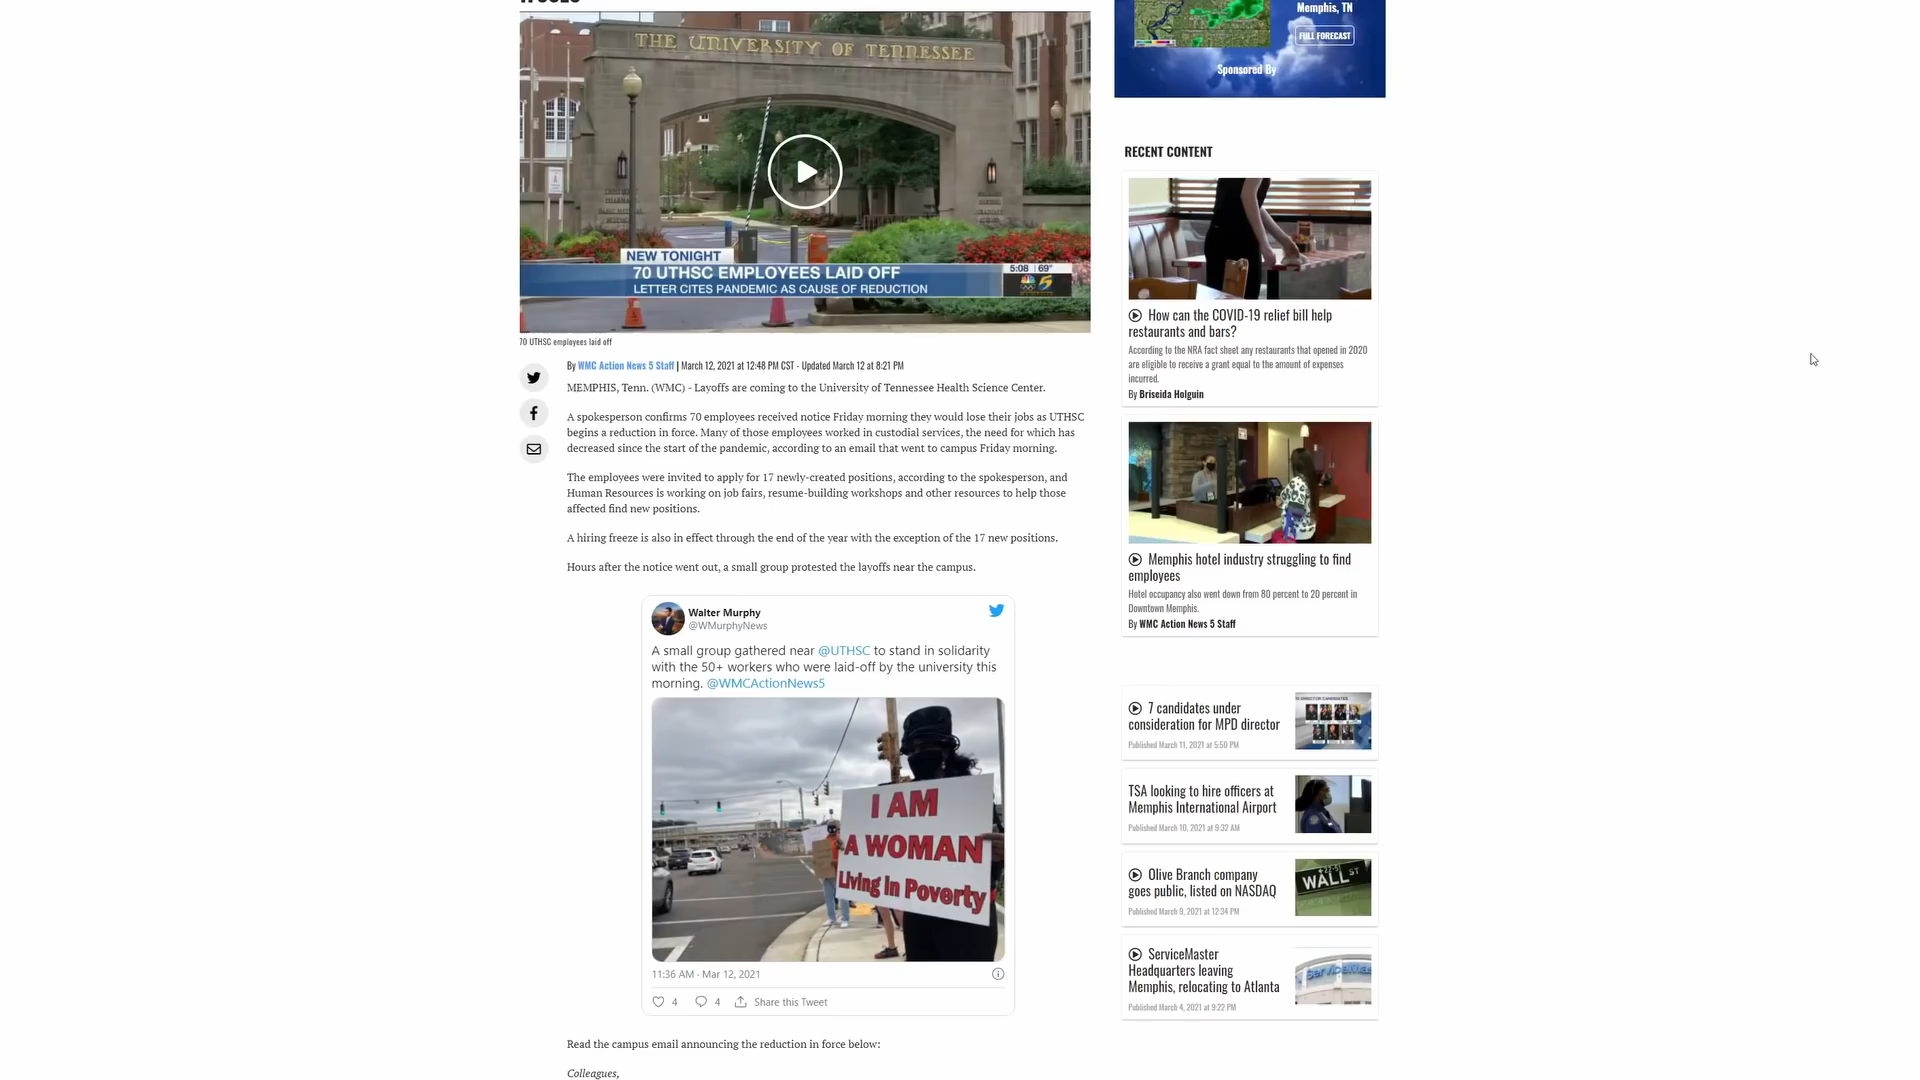 THE UNIVERSITY OF TENNESSEE
NEW TONIGHT
70 UTHSC EMPLOYEES LAID OFF
LETTER CITES PANDEMIC AS CAUSE OF REDUCTION
5:08 69°
5
70 UTHSC employees laid off
By WMC Action News 5 Staff | March 12, 2021 at 12:48 PM CST - Updated March 12 at 8:21 PM
MEMPHIS, Tenn. (WMC) - Layoffs are coming to the University of Tennessee Health Science Center.
A spokesperson confirms 70 employees received notice Friday morning they would lose their jobs as UTHSC
begins a reduction in force. Many of those employees worked in custodial services, the need for which has
decreased since the start of the pandemic, according to an email that went to campus Friday morning.
The employees were invited to apply for 17 newly-created positions, according to the spokesperson, and
Human Resources is working on job fairs, resume-building workshops and other resources to help those
affected find new positions.
A hiring freeze is also in effect through the end of the year with the exception of the 17 new positions.
Hours after the notice went out, a small group protested the layoffs near the campus.
Walter Murphy
@WMurphyNews
A small group gathered near @UTHSC to stand in solidarity
with the 50+ workers who were laid-off by the university this
morning. @WMCActionNews5
I AM
A WOMAN
Living in Poverty
11:36 AM · Mar 12, 2021
4 4 Share this Tweet
Read the campus email announcing the reduction in force below:
Colleagues,
Memphis, TN
FULL FORECAST
Sponsored By
RECENT CONTENT
How can the COVID-19 relief bill help
restaurants and bars?
According to the NRA fact sheet any restaurants that opened in 2020
are eligible to receive a grant equal to the amount of expenses
incurred.
By Briseida Holguin
Memphis hotel industry struggling to find
employees
Hotel occupancy also went down from 80 percent to 20 percent in
Downtown Memphis.
By WMC Action News 5 Staff
7 candidates under
consideration for MPD director
Published March 11, 2021 at 5:50 PM
TSA looking to hire officers at
Memphis International Airport
Published March 10, 2021 at 9:32 AM
Olive Branch company
goes public, listed on NASDAQ
Published March 9, 2021 at 12:34 PM
WALL ST
ServiceMaster
Headquarters leaving
Memphis, relocating to Atlanta
Published March 4, 2021 at 9:22 PM